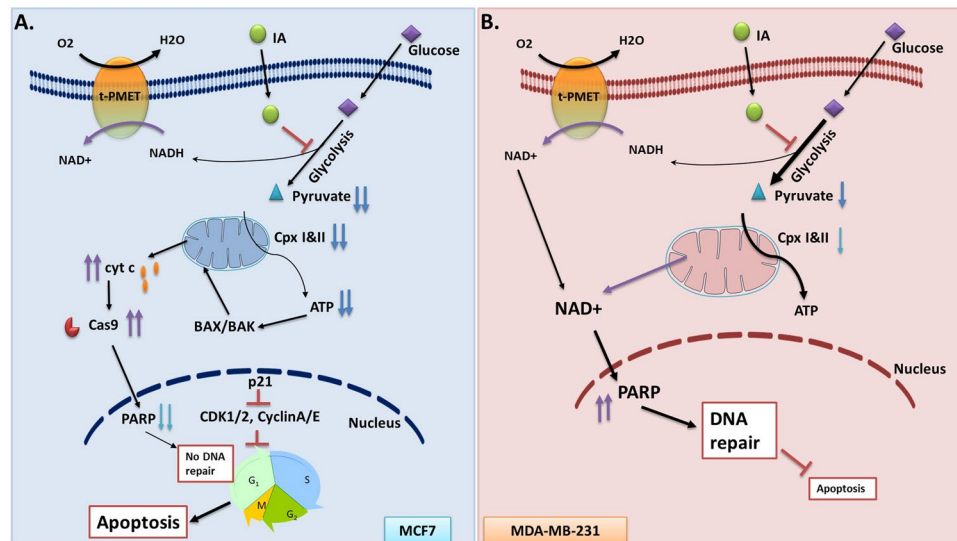 A.
O2
H2O
IA
Glucose
t-PMET
NAD+
NADH
Glycolysis
Pyruvate
Cpx I&II
cyt c
ATP
Cas9
BAX/BAK
p21
PARP
CDK1/2, CyclinA/E
Nucleus
No DNA
repair
G1
S
M
G2
Apoptosis
MCF7
B.
O2
H2O
IA
Glucose
t-PMET
NAD+
NADH
Glycolysis
Pyruvate
Cpx I&II
NAD+
ATP
Nucleus
PARP
DNA
repair
Apoptosis
MDA-MB-231